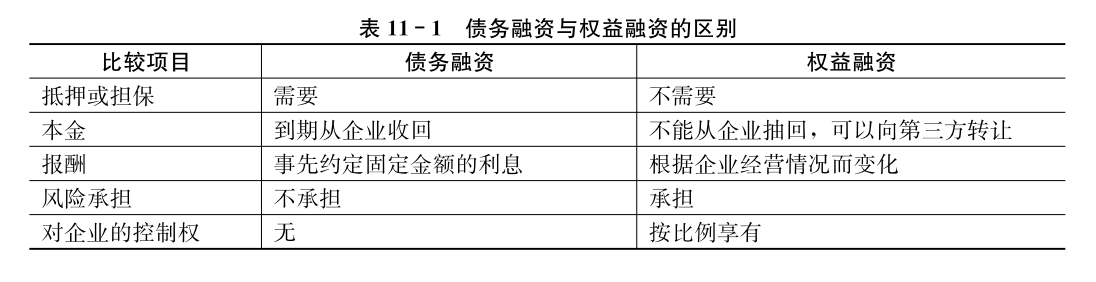 表 11-1 债务融资与权益融资的区别
比较项目 债务融资 权益融资
抵押或担保 需要 不需要
本金 到期从企业收回 不能从企业抽回，可以向第三方转让
报酬 事先约定固定金额的利息 根据企业经营情况而变化
风险承担 不承担 承担
对企业的控制权 无 按比例享有